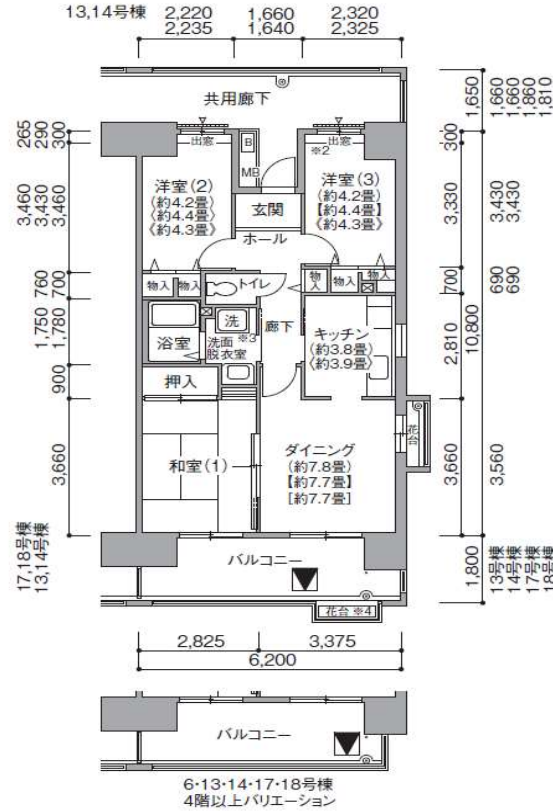 13,14号棟
2,220 1,660 2,320
2,235 1,640 2,325
共用廊下
出窓
出窓
※2
B
MB
洋室(2)
(約4.2畳)
(約4.4畳)
《約4.3畳》
玄関
洋室(3)
(約4.2畳)
【約4.4畳】
《約4.3畳》
ホール
物入
物入
トイレ
物入
物入
物入
浴室
洗
洗面
脱衣室
※3
廊下
キッチン
(約3.8畳)
《約3.9畳》
押入
和室(1)
ダイニング
(約7.8畳)
【約7.7畳】
[約7.7畳]
花台
バルコニー
花台 ※4
265 290 300
3,460 3,430 3,460
760 700
1,750 1,780
900
3,660
17,18号棟
13,14号棟
1,650
300
3,330
700
2,810
3,660
1,800
10,800
1,660 1,660 1,860 1,810
3,430 3,430
690 690
3,560
13号棟
14号棟
17号棟
18号棟
2,825 3,375
6,200
バルコニー
6・13・14・17・18号棟
4階以上バリエーション